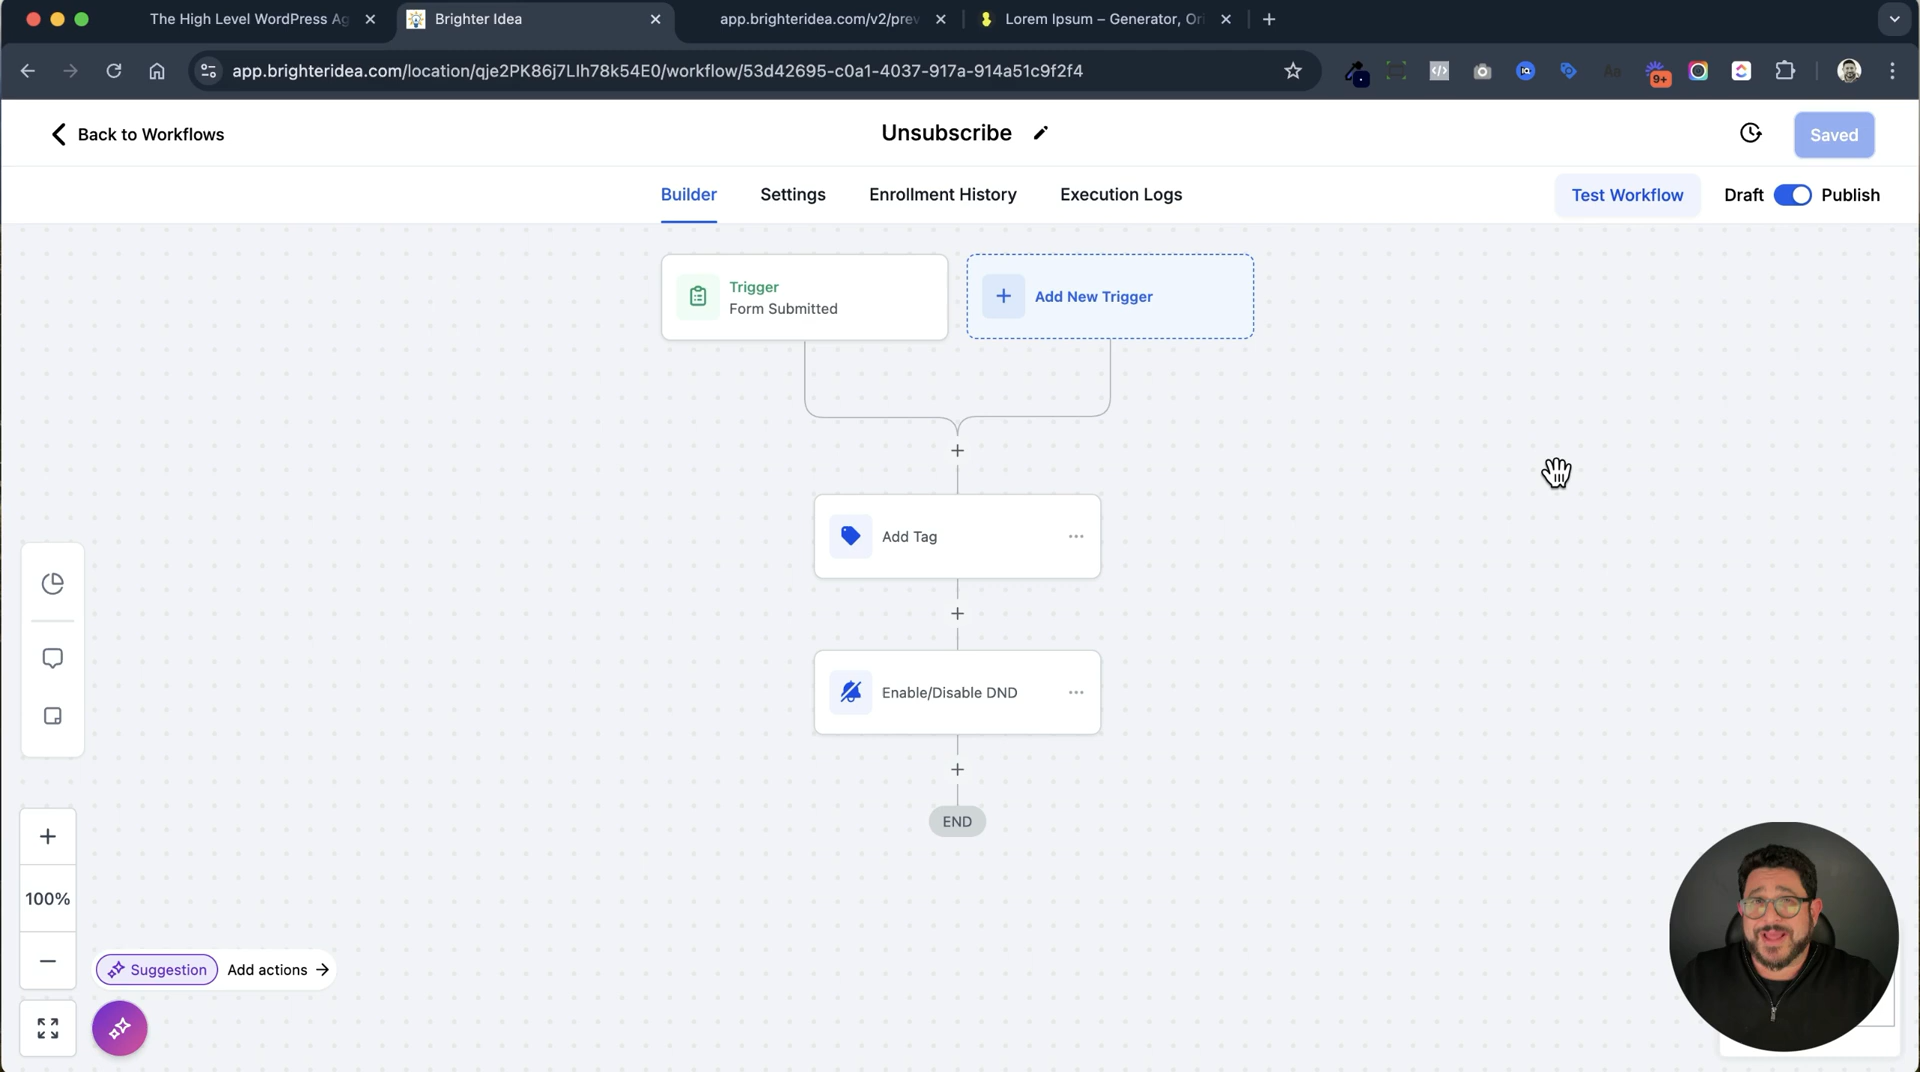 The High Level WordPress Ag
Brighter Idea
app.brighteridea.com/v2/prev
Lorem Ipsum – Generator, Ori
app.brighteridea.com/location/qje2PK86j7LIh78k54E0/workflow/53d42695-c0a1-4037-917a-914a51c9f2f4
9+
Back to Workflows
Unsubscribe
Saved
Builder
Settings
Enrollment History
Execution Logs
Test Workflow
Draft
Publish
Trigger
Form Submitted
Add New Trigger
Add Tag
Enable/Disable DND
END
100%
Suggestion
Add actions